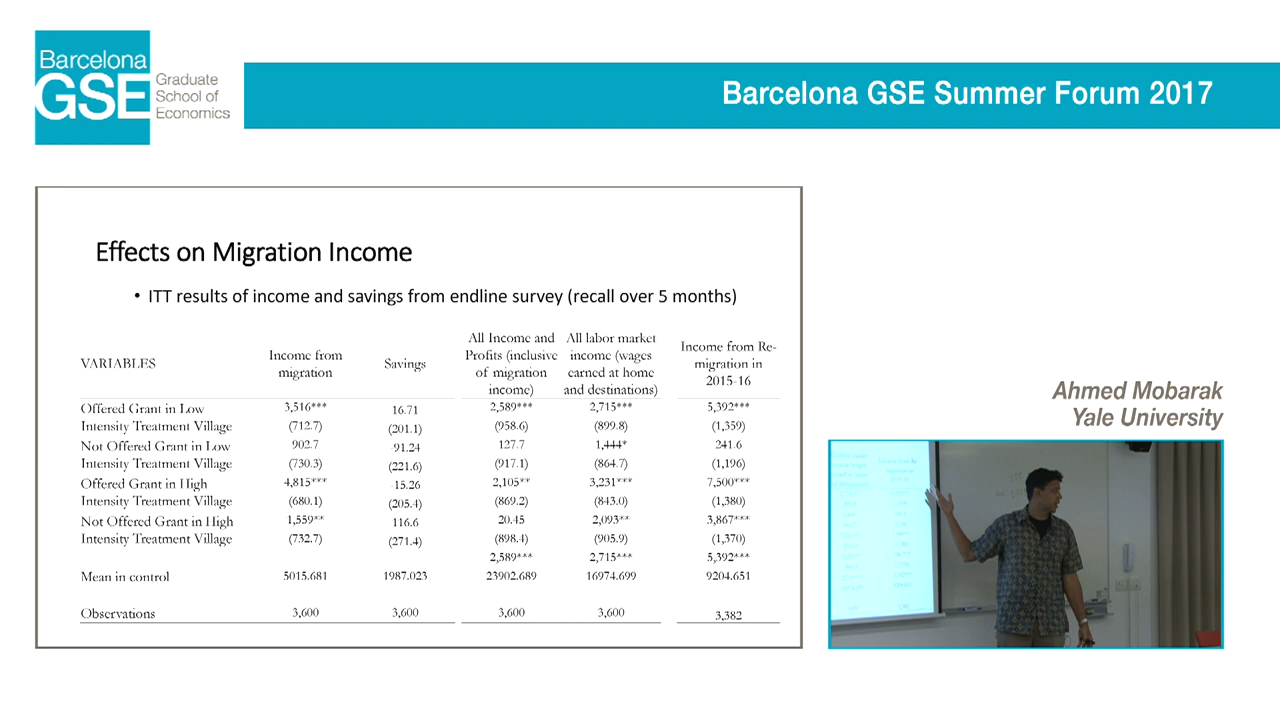 Barcelona
GSE
Graduate
School of
Economics
Barcelona GSE Summer Forum 2017
Effects on Migration Income
• ITT results of income and savings from endline survey (recall over 5 months)
VARIABLES
Income from
migration
Savings
All Income and
Profits (inclusive
of migration
income)
All labor market
income (wages
earned at home
and destinations)
Income from Re-
migration in
2015-16
Offered Grant in Low 3,516*** 16.71 2,589*** 2,715*** 5,392***
Intensity Treatment Village (712.7) (201.1) (958.6) (899.8) (1,359)
Not Offered Grant in Low 902.7 -91.24 127.7 1,444* 241.6
Intensity Treatment Village (730.3) (221.6) (917.1) (864.7) (1,196)
Offered Grant in High 4,815*** -15.26 2,105** 3,231*** 7,500***
Intensity Treatment Village (680.1) (205.4) (869.2) (843.0) (1,380)
Not Offered Grant in High 1,559** 116.6 20.45 2,093** 3,867***
Intensity Treatment Village (732.7) (271.4) (898.4) (905.9) (1,370)
2,589*** 2,715*** 5,392***
Mean in control 5015.681 1987.023 23902.689 16974.699 9204.651
Observations 3,600 3,600 3,600 3,600 3,382
Ahmed Mobarak
Yale University